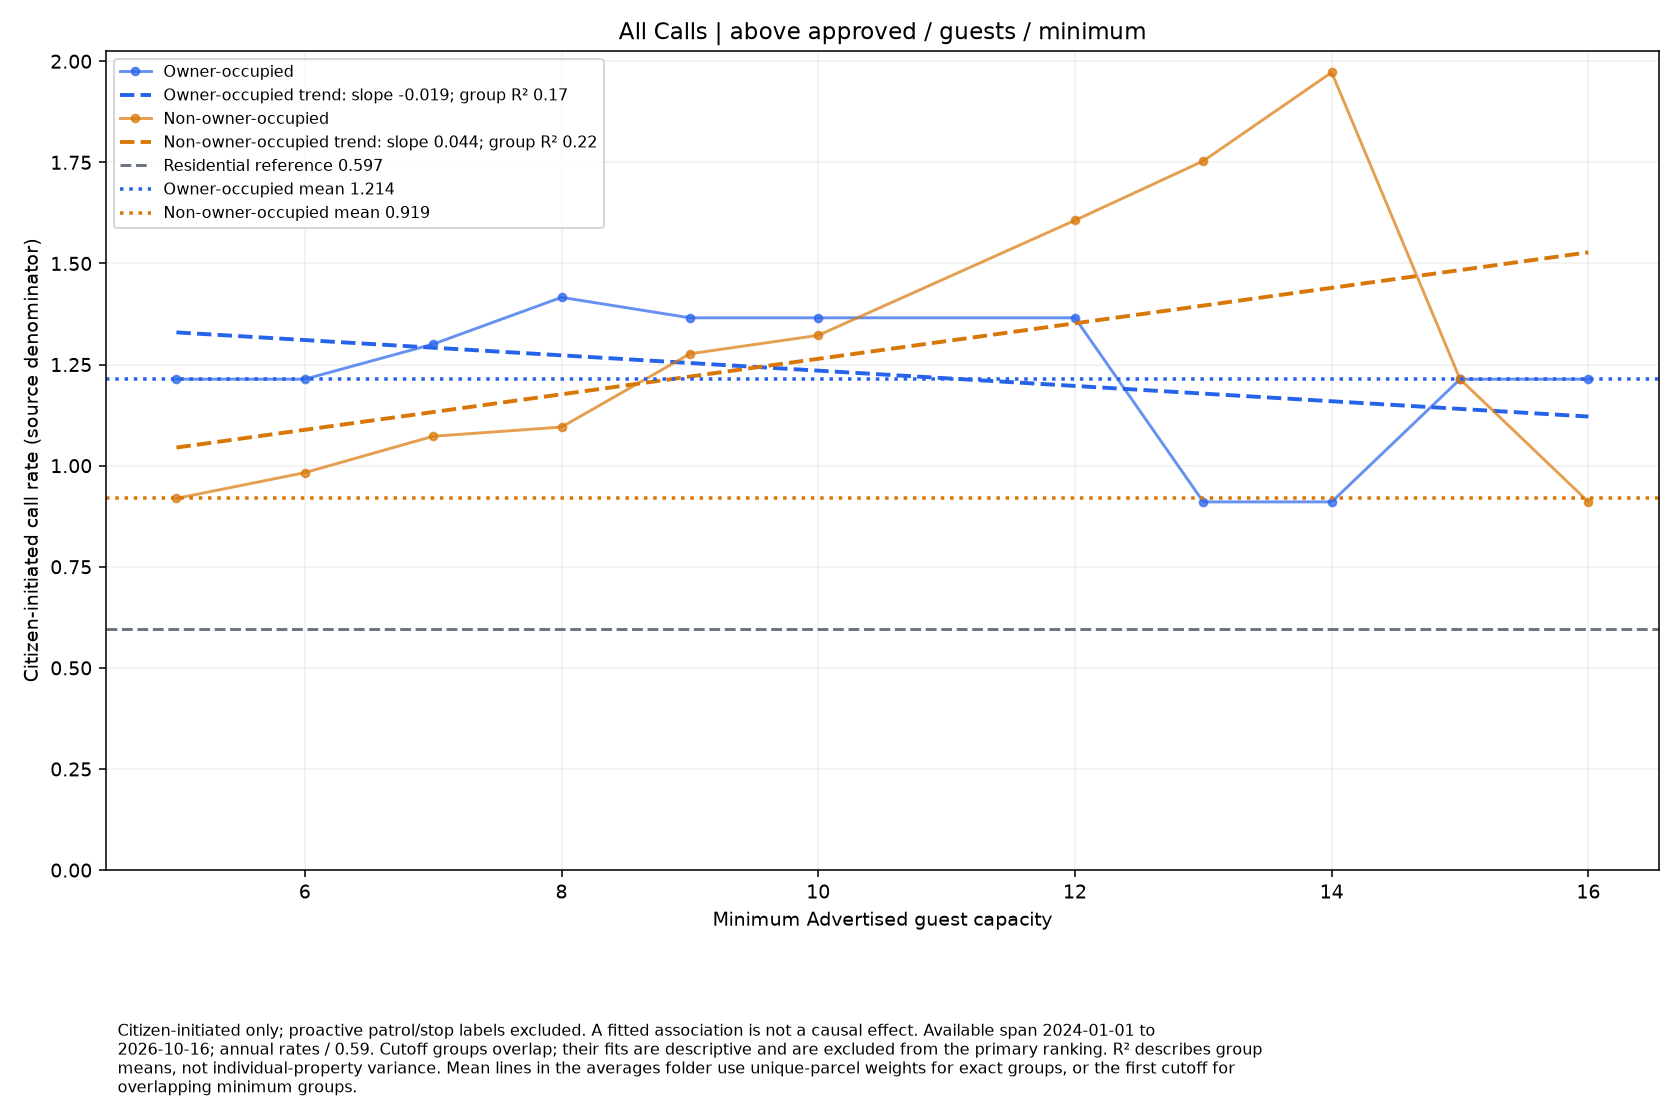 All Calls | above approved / guests / minimum
Owner-occupied
Owner-occupied trend: slope -0.019; group R² 0.17
Non-owner-occupied
Non-owner-occupied trend: slope 0.044; group R² 0.22
Residential reference 0.597
Owner-occupied mean 1.214
Non-owner-occupied mean 0.919
Citizen-initiated call rate (source denominator)
2.00
1.75
1.50
1.25
1.00
0.75
0.50
0.25
0.00
6 8 10 12 14 16
Minimum Advertised guest capacity
Citizen-initiated only; proactive patrol/stop labels excluded. A fitted association is not a causal effect. Available span 2024-01-01 to
2026-10-16; annual rates / 0.59. Cutoff groups overlap; their fits are descriptive and are excluded from the primary ranking. R² describes group
means, not individual-property variance. Mean lines in the averages folder use unique-parcel weights for exact groups, or the first cutoff for
overlapping minimum groups.